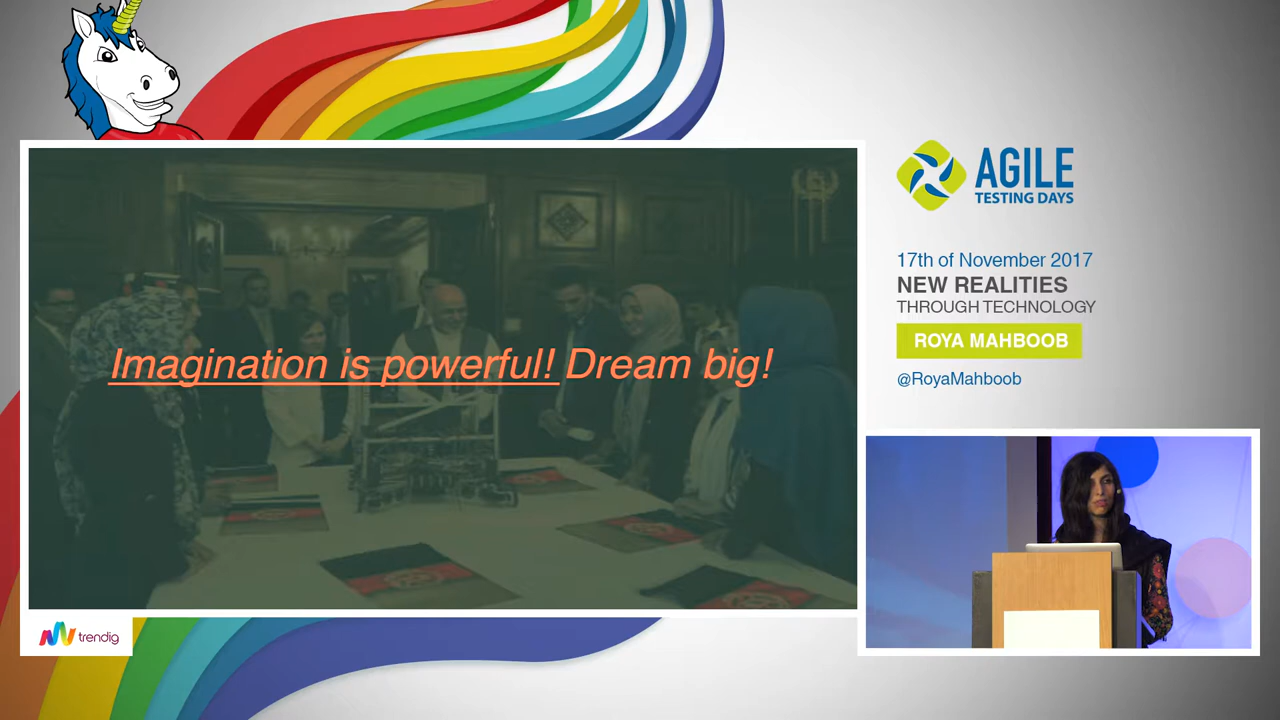 Imagination is powerful! Dream big!
AGILE
TESTING DAYS
17th of November 2017
NEW REALITIES
THROUGH TECHNOLOGY
ROYA MAHBOOB
@RoyaMahboob
trendig